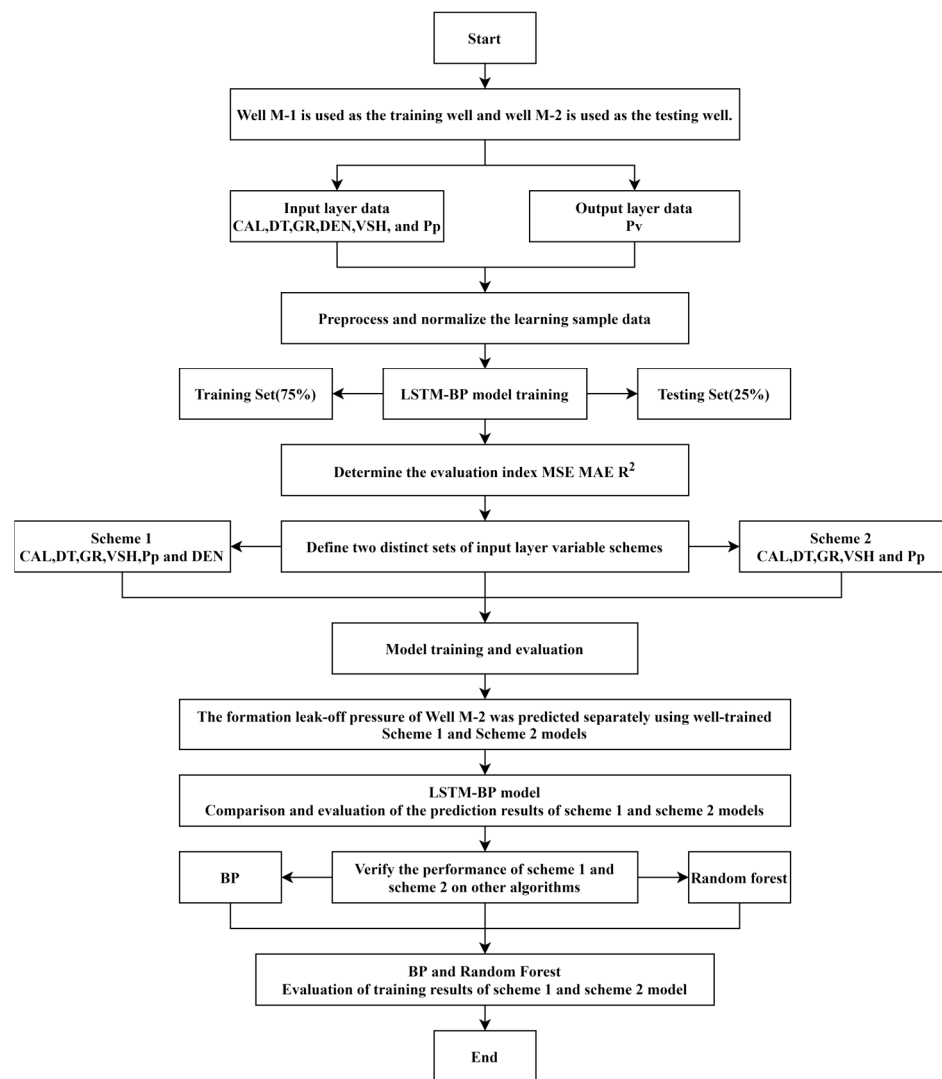 Start
Well M-1 is used as the training well and well M-2 is used as the testing well.
Input layer data
CAL,DT,GR,DEN,VSH, and Pp
Output layer data
Pv
Preprocess and normalize the learning sample data
Training Set(75%)
LSTM-BP model training
Testing Set(25%)
Determine the evaluation index MSE MAE R²
Scheme 1
CAL,DT,GR,VSH,Pp and DEN
Define two distinct sets of input layer variable schemes
Scheme 2
CAL,DT,GR,VSH and Pp
Model training and evaluation
The formation leak-off pressure of Well M-2 was predicted separately using well-trained
Scheme 1 and Scheme 2 models
LSTM-BP model
Comparison and evaluation of the prediction results of scheme 1 and scheme 2 models
BP
Verify the performance of scheme 1 and
scheme 2 on other algorithms
Random forest
BP and Random Forest
Evaluation of training results of scheme 1 and scheme 2 model
End